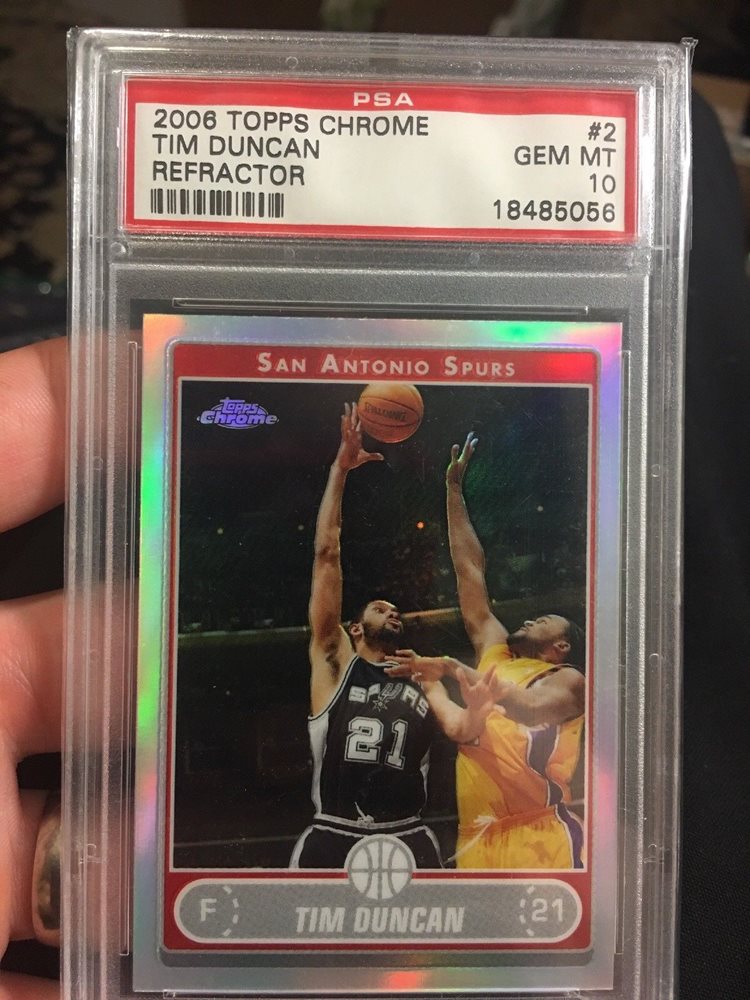 PSA
2006 TOPPS CHROME #2
TIM DUNCAN GEM MT
REFRACTOR 10
18485056
SAN ANTONIO SPURS
Topps
Chrome
SPALDING
SPURS
21
F TIM DUNCAN 21